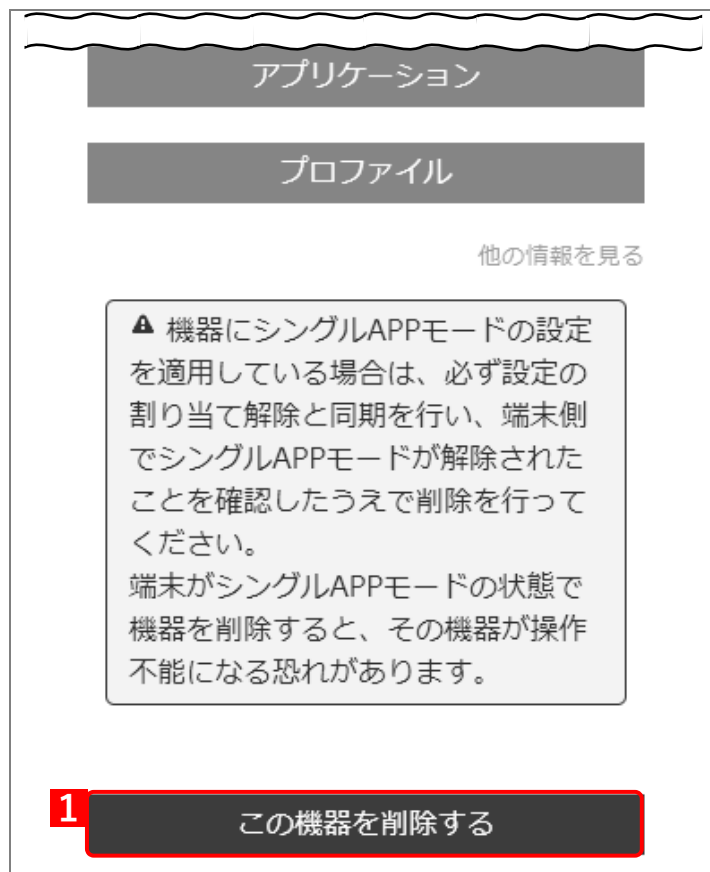 アプリケーション
プロファイル
他の情報を見る
機器にシングルAPPモードの設定
を適用している場合は、必ず設定の
割り当て解除と同期を行い、端末側
でシングルAPPモードが解除された
ことを確認したうえで削除を行って
ください。
端末がシングルAPPモードの状態で
機器を削除すると、その機器が操作
不能になる恐れがあります。
1
この機器を削除する